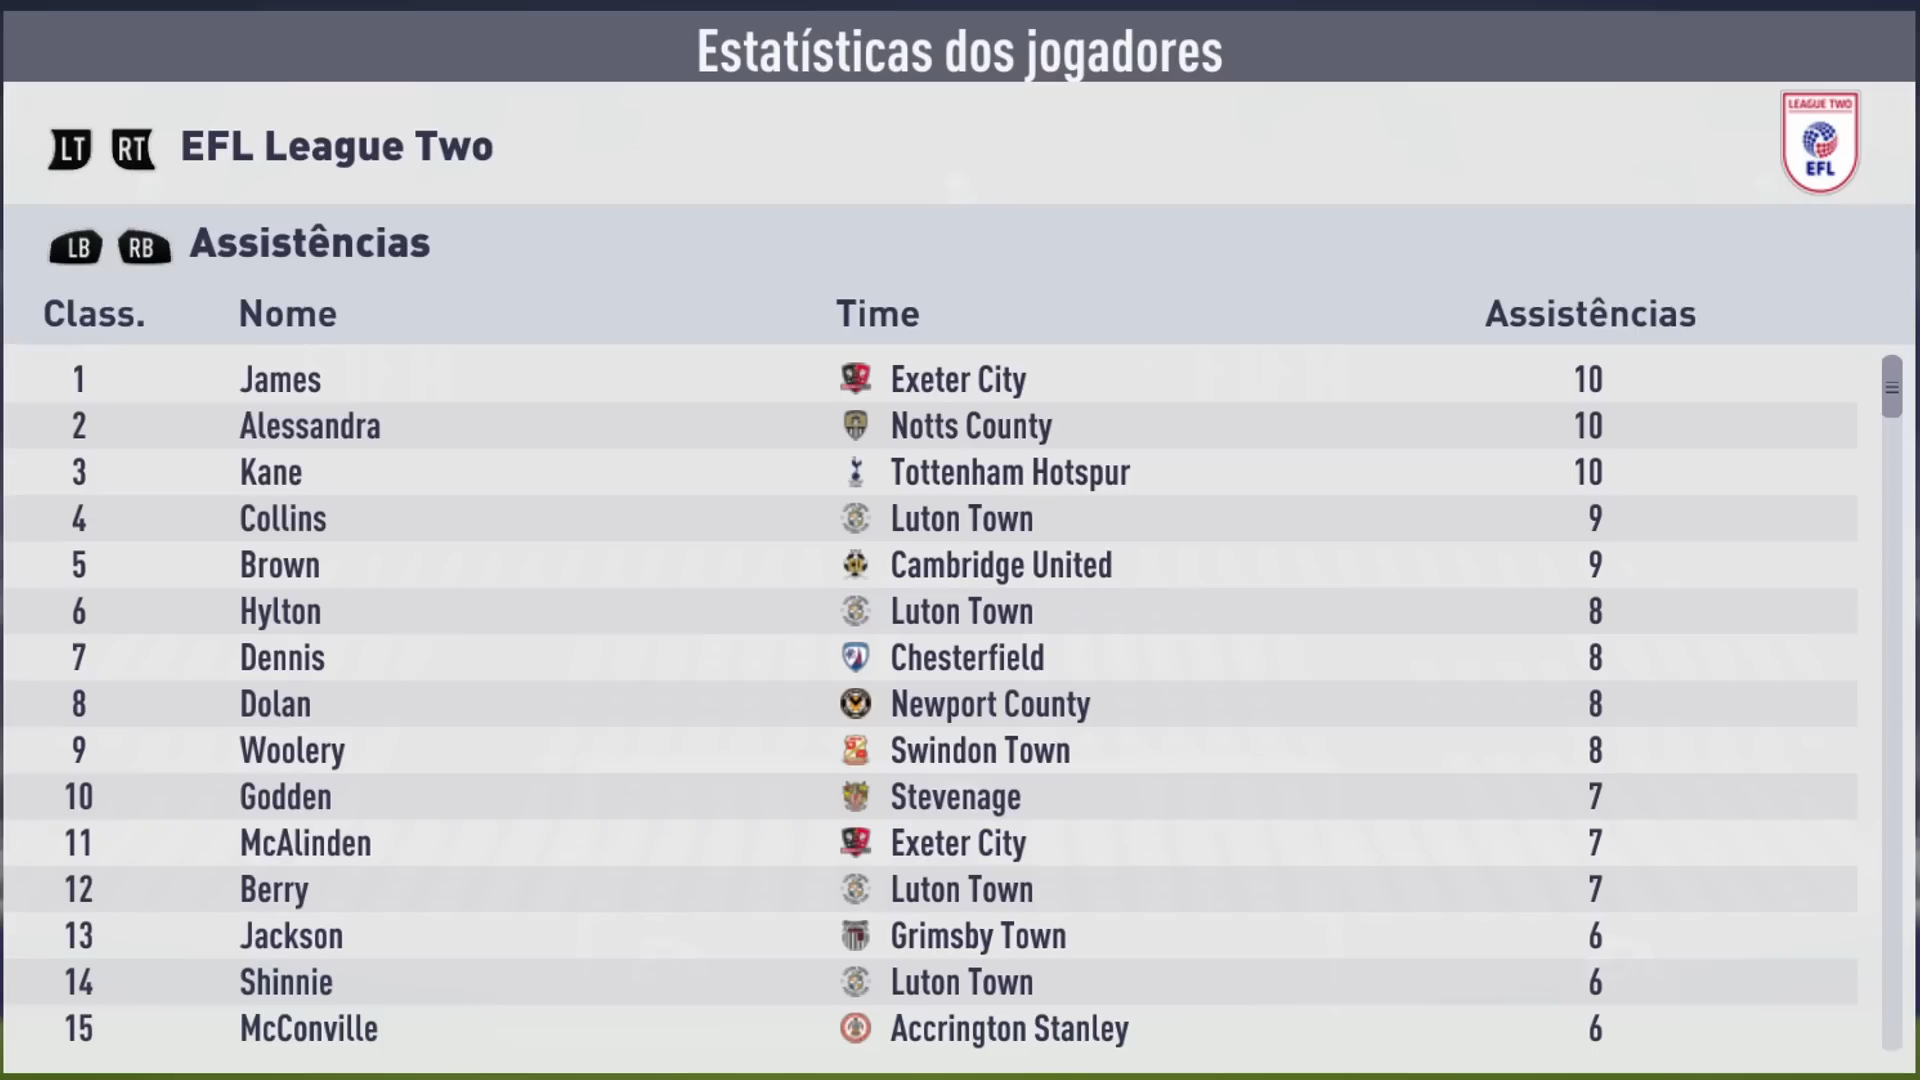 Estatísticas dos jogadores
LT RT EFL League Two
LEAGUE TWO
EFL
LB RB Assistências
Class. Nome Time Assistências
1 James Exeter City 10
2 Alessandra Notts County 10
3 Kane Tottenham Hotspur 10
4 Collins Luton Town 9
5 Brown Cambridge United 9
6 Hylton Luton Town 8
7 Dennis Chesterfield 8
8 Dolan Newport County 8
9 Woolery Swindon Town 8
10 Godden Stevenage 7
11 McAlinden Exeter City 7
12 Berry Luton Town 7
13 Jackson Grimsby Town 6
14 Shinnie Luton Town 6
15 McConville Accrington Stanley 6